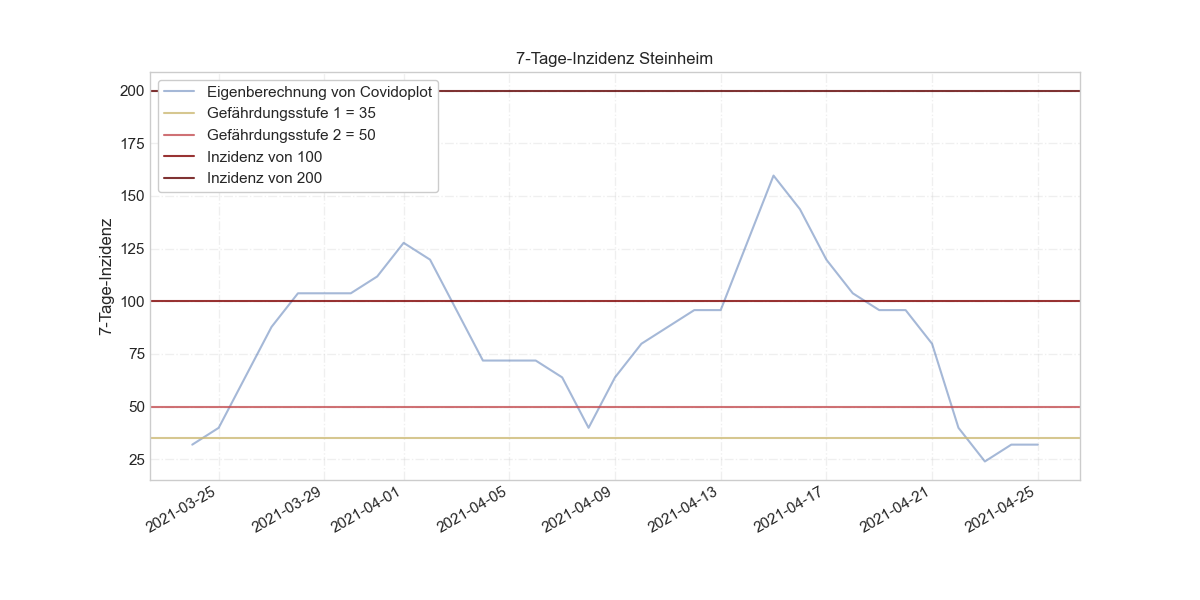 7-Tage-Inzidenz Steinheim
Eigenberechnung von Covidoplot
Gefährdungsstufe 1 = 35
Gefährdungsstufe 2 = 50
Inzidenz von 100
Inzidenz von 200
7-Tage-Inzidenz
200
175
150
125
100
75
50
25
2021-03-25
2021-03-29
2021-04-01
2021-04-05
2021-04-09
2021-04-13
2021-04-17
2021-04-21
2021-04-25